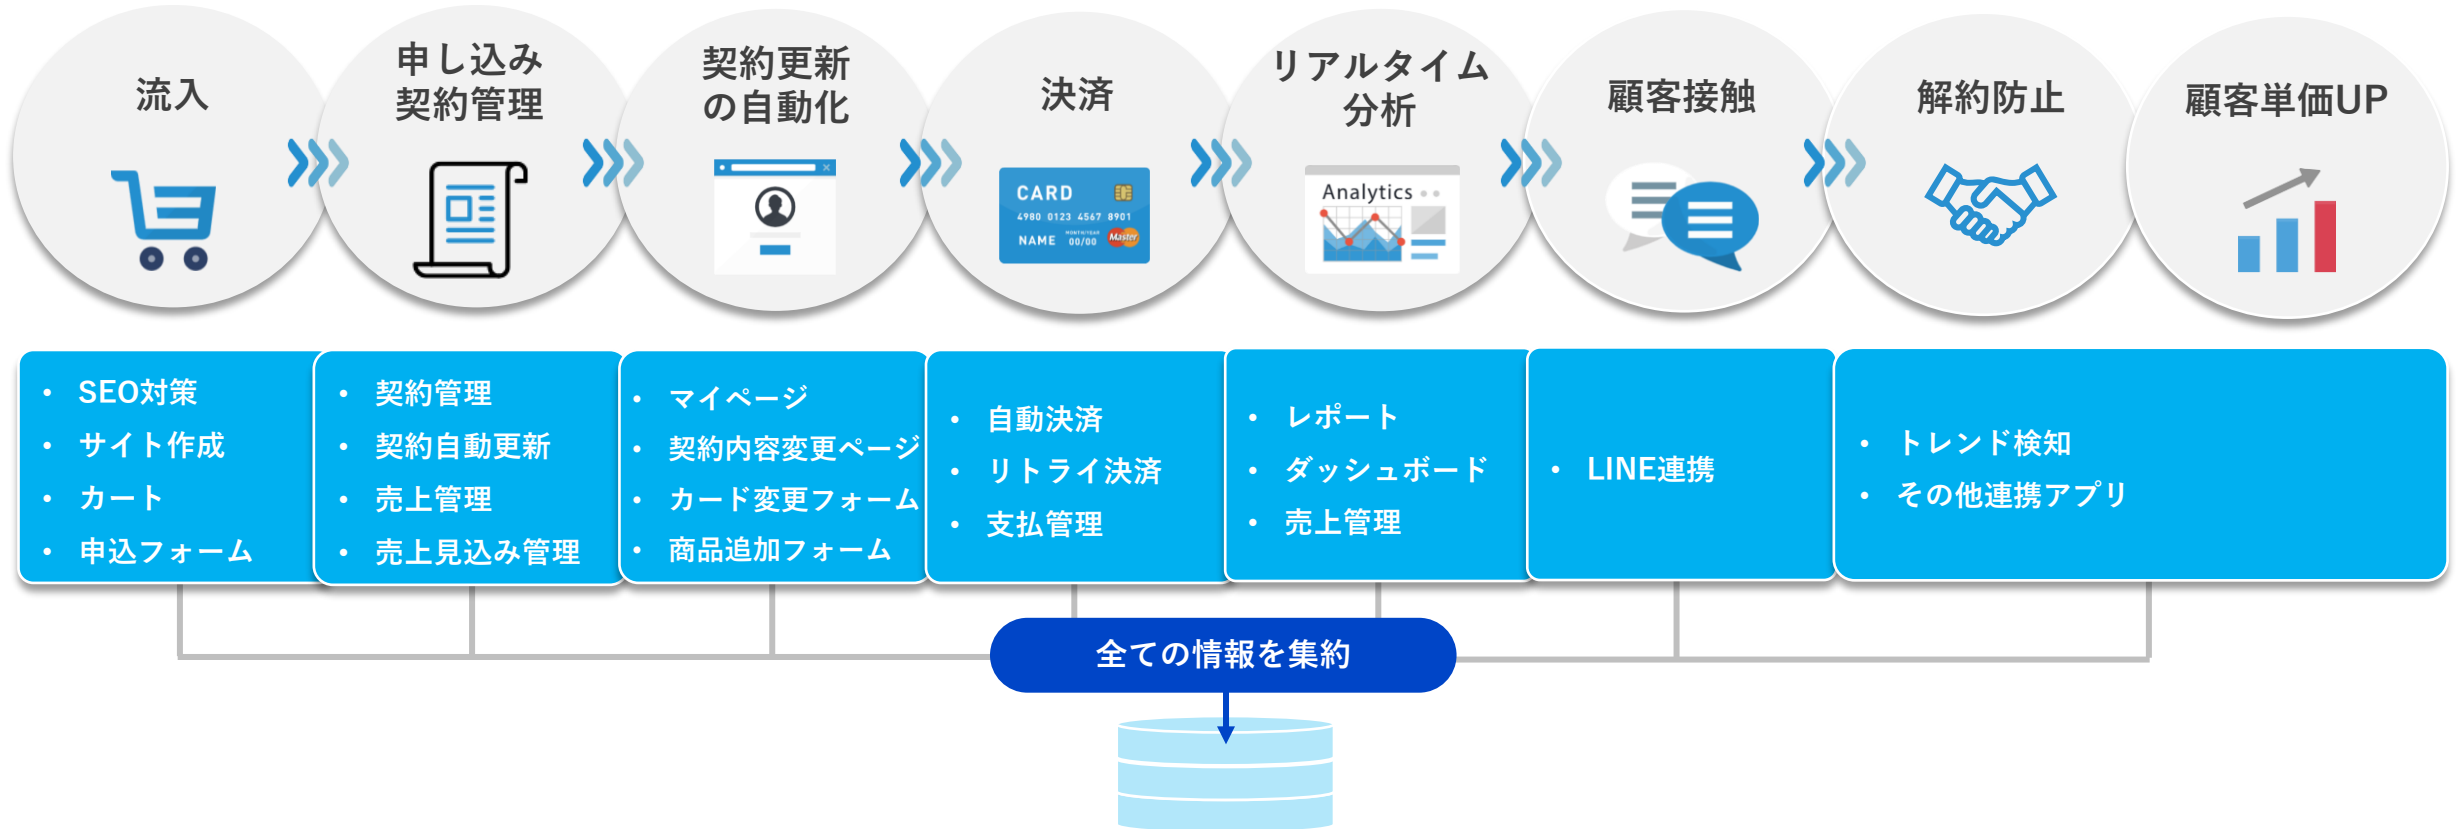 流入
申し込み
契約管理
契約更新
の自動化
決済
リアルタイム
分析
顧客接触
解約防止
顧客単価UP
CARD
4980 0123 4567 8901
MONTH/YEAR
NAME 00/00
Master
Analytics
• SEO対策
• サイト作成
• カート
• 申込フォーム
• 契約管理
• 契約自動更新
• 売上管理
• 売上見込み管理
• マイページ
• 契約内容変更ページ
• カード変更フォーム
• 商品追加フォーム
• 自動決済
• リトライ決済
• 支払管理
• レポート
• ダッシュボード
• 売上管理
• LINE連携
• トレンド検知
• その他連携アプリ
全ての情報を集約